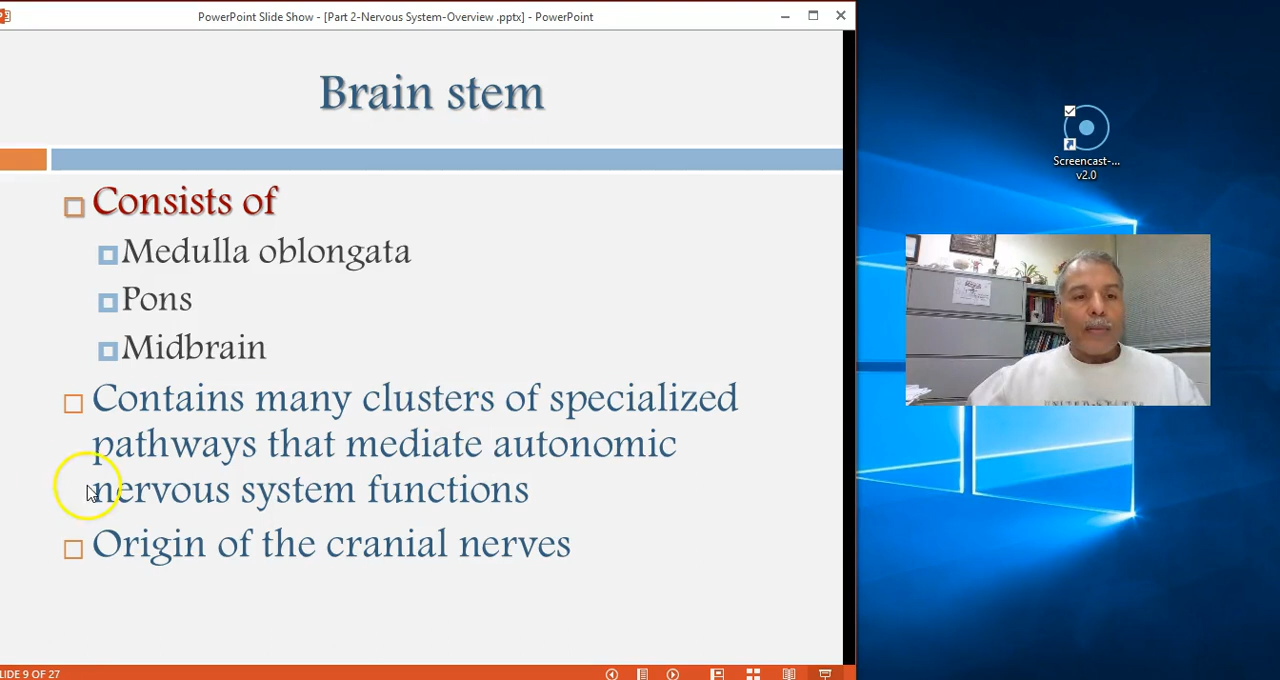 PowerPoint Slide Show - [Part 2-Nervous System-Overview .pptx] - PowerPoint
Brain stem
Consists of
Medulla oblongata
Pons
Midbrain
Contains many clusters of specialized
pathways that mediate autonomic
nervous system functions
Origin of the cranial nerves
LIDE 9 OF 27
Screencast-...
v2.0